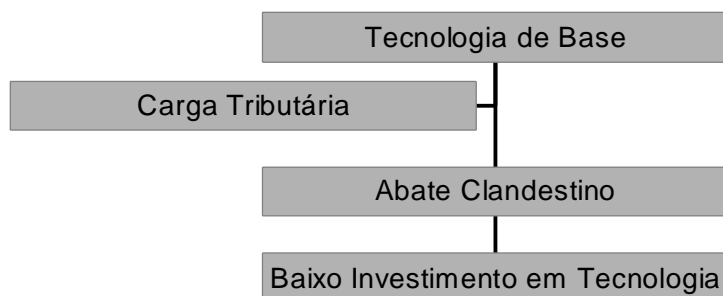 Tecnologia de Base
Carga Tributária
Abate Clandestino
Baixo Investimento em Tecnologia